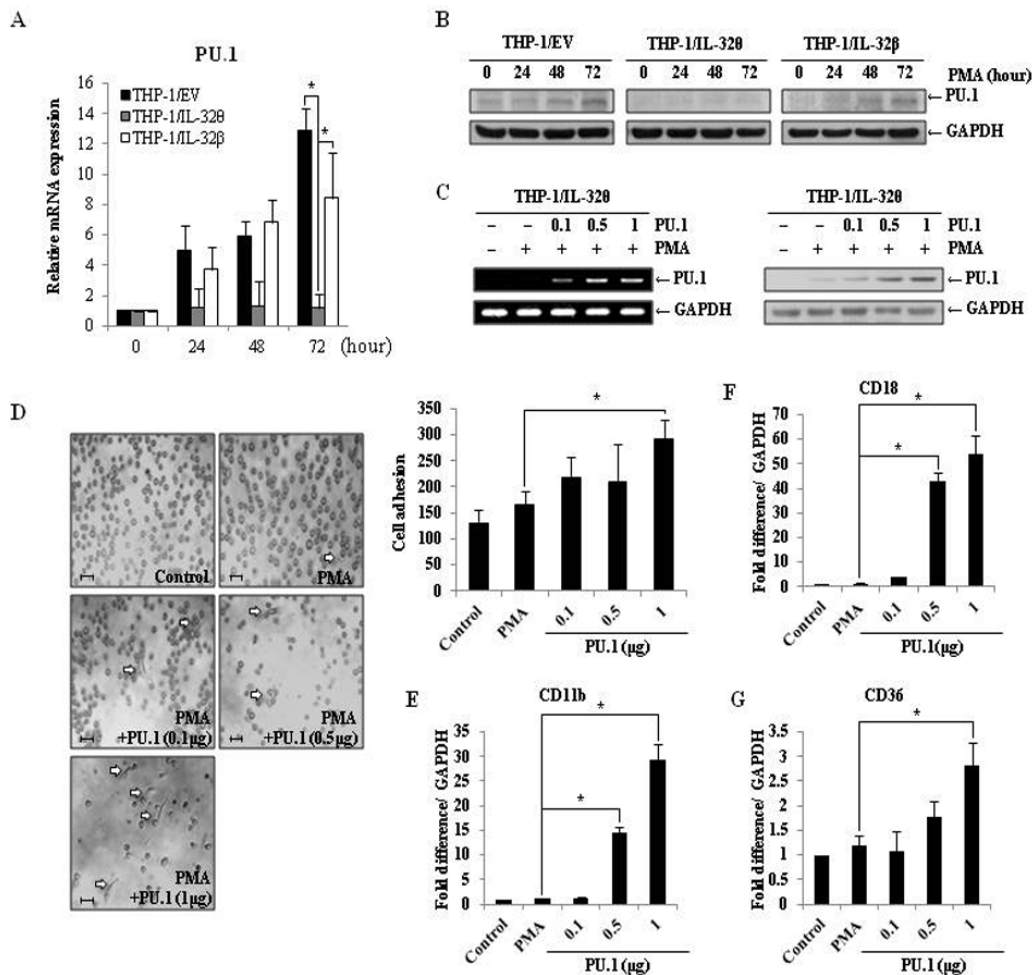 A
PU.1
16
14
12
10
8
6
4
2
0
Relative mRNA expression
THP-1/EV
THP-1/IL-32θ
THP-1/IL-32β
*
*
0 24 48 72 (hour)
B
THP-1/EV THP-1/IL-32θ THP-1/IL-32β
0 24 48 72 0 24 48 72 0 24 48 72 PMA (hour)
←PU.1
←GAPDH
C
THP-1/IL-32θ
0.1 0.5 1 PU.1
– – 
– + + + + PMA
←PU.1
←GAPDH
THP-1/IL-32θ
0.1 0.5 1 PU.1
– –
– + + + + PMA
←PU.1
←GAPDH
D
Control
PMA
PMA
+PU.1 (0.1μg)
PMA
+PU.1 (0.5μg)
PMA
+PU.1 (1μg)
350
300
250
200
150
100
50
0
Cell adhesion
*
Control PMA 0.1 0.5 1
PU.1 (μg)
F
CD18
80
70
60
50
40
30
20
10
0
Fold difference/ GAPDH
*
*
Control PMA 0.1 0.5 1
PU.1 (μg)
E
CD11b
35
30
25
20
15
10
5
0
Fold difference/ GAPDH
*
*
Control PMA 0.1 0.5 1
PU.1 (μg)
G
CD36
3.5
3
2.5
2
1.5
1
0.5
0
Fold difference/ GAPDH
*
Control PMA 0.1 0.5 1
PU.1 (μg)